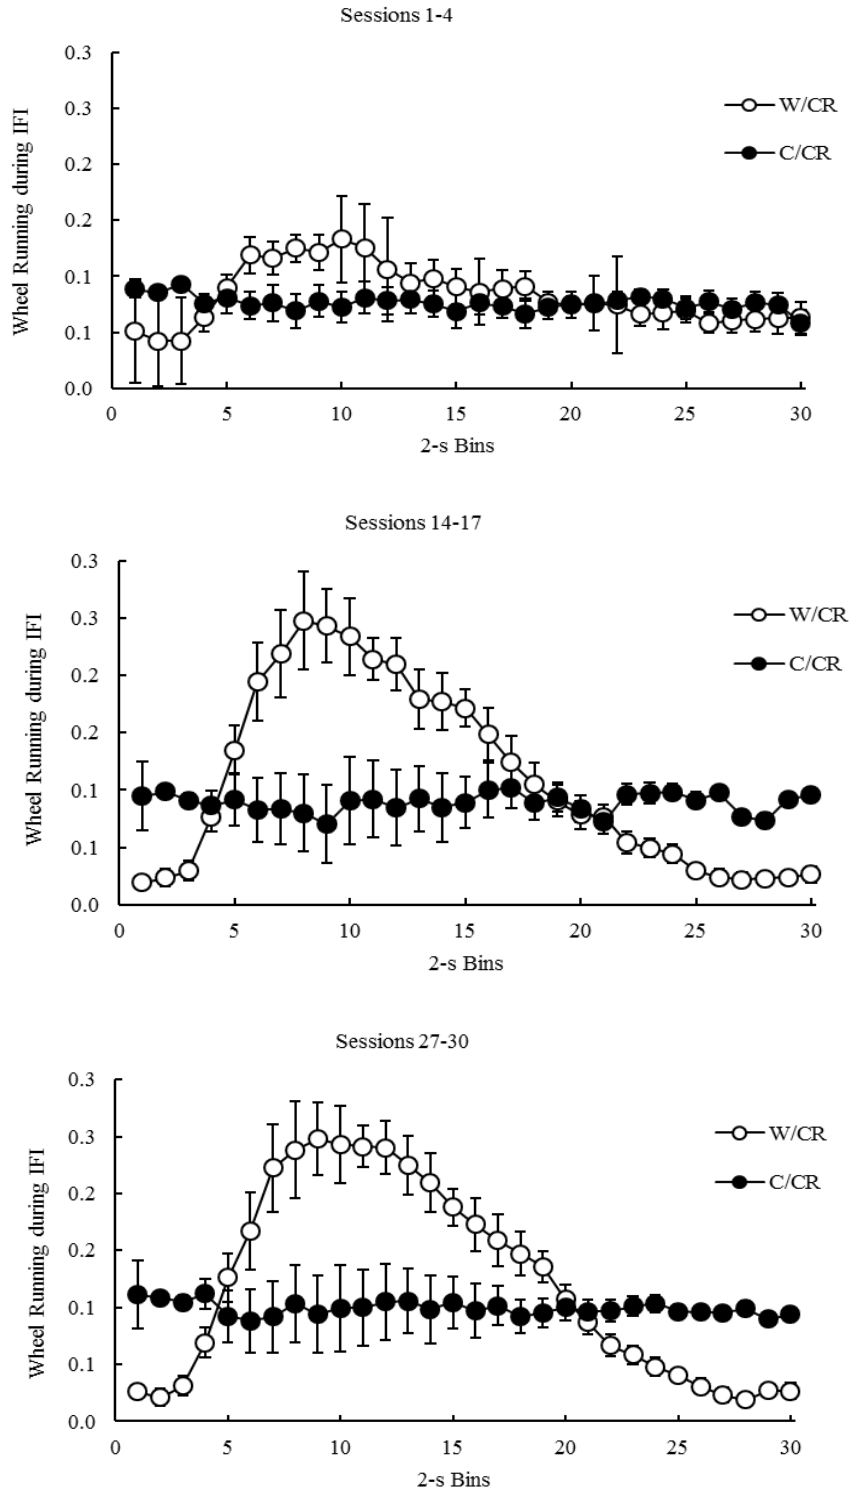 Sessions 1-4
0.3
0.3
0.2
0.2
0.1
0.1
0.0
Wheel Running during IFI
W/CR
C/CR
0 5 10 15 20 25 30
2-s Bins
Sessions 14-17
0.3
0.3
0.2
0.2
0.1
0.1
0.0
Wheel Running during IFI
W/CR
C/CR
0 5 10 15 20 25 30
2-s Bins
Sessions 27-30
0.3
0.3
0.2
0.2
0.1
0.1
0.0
Wheel Running during IFI
W/CR
C/CR
0 5 10 15 20 25 30
2-s Bins